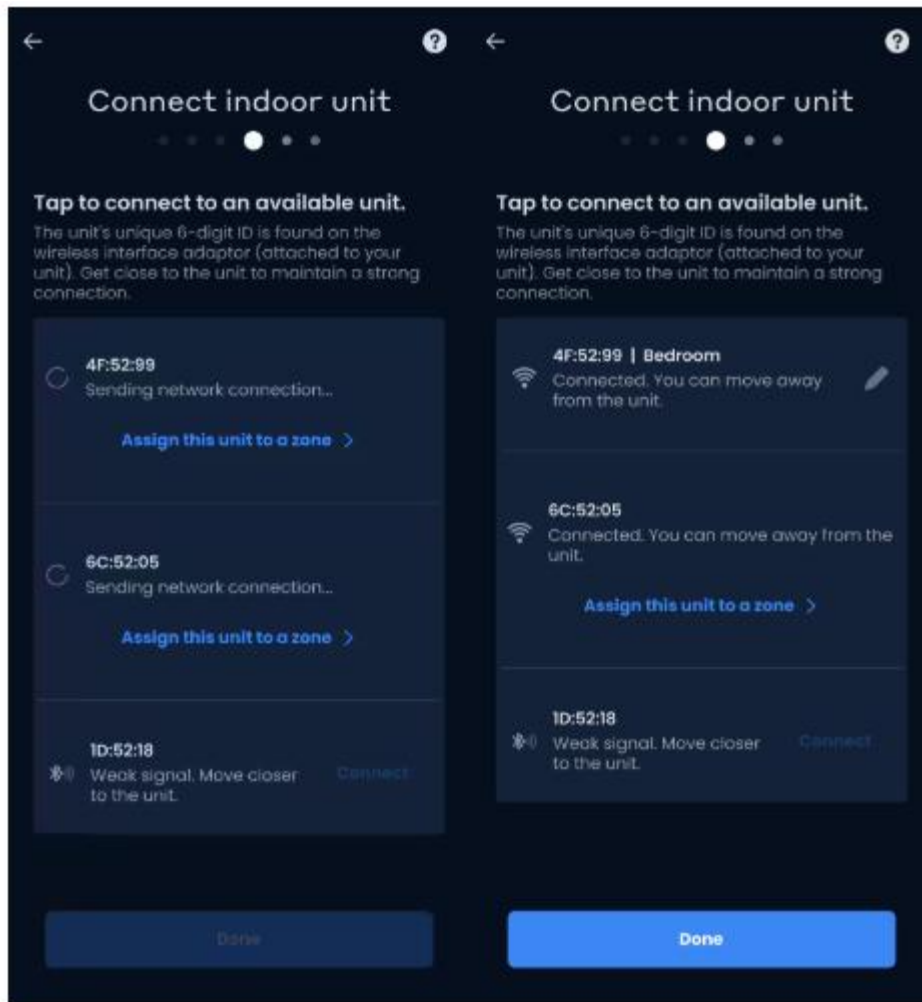 ?
Connect indoor unit
Tap to connect to an available unit.
The unit's unique 6-digit ID is found on the
wireless interface adaptor (attached to your
unit). Get close to the unit to maintain a strong
connection.
4F:52:99
Sending network connection...
Assign this unit to a zone >
6C:52:05
Sending network connection...
Assign this unit to a zone >
1D:52:18
Weak signal. Move closer
to the unit.
Connect
Done
?
Connect indoor unit
Tap to connect to an available unit.
The unit's unique 6-digit ID is found on the
wireless interface adaptor (attached to your
unit). Get close to the unit to maintain a strong
connection.
4F:52:99 | Bedroom
Connected. You can move away
from the unit.
6C:52:05
Connected. You can move away from the
unit.
Assign this unit to a zone >
1D:52:18
Weak signal. Move closer
to the unit.
Connect
Done